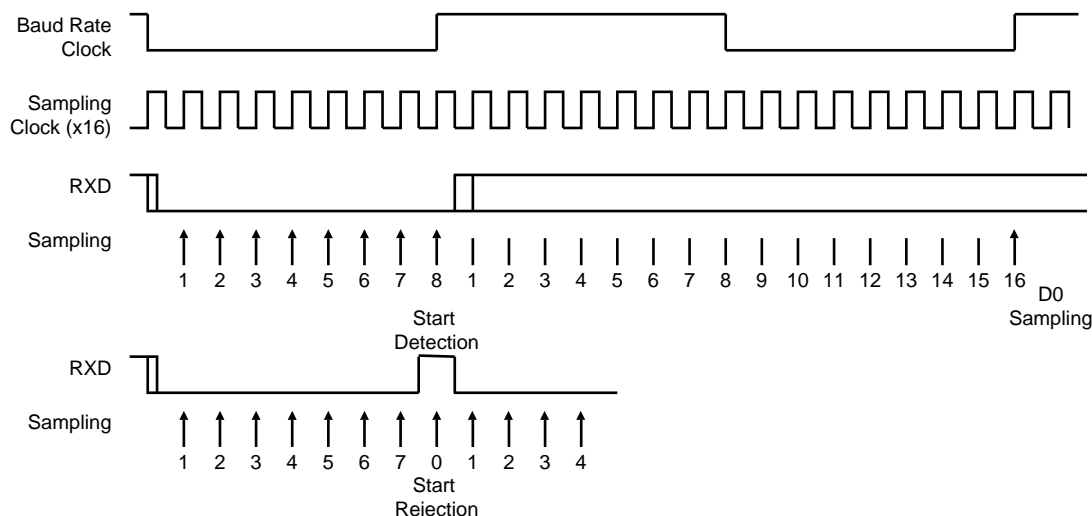 Baud Rate
Clock
Sampling
Clock (x16)
RXD
Sampling
1 2 3 4 5 6 7 8 1 2 3 4 5 6 7 8 9 10 11 12 13 14 15 16
D0
Sampling
Start
Detection
RXD
Sampling
1 2 3 4 5 6 7 0 1 2 3 4
Start
Rejection